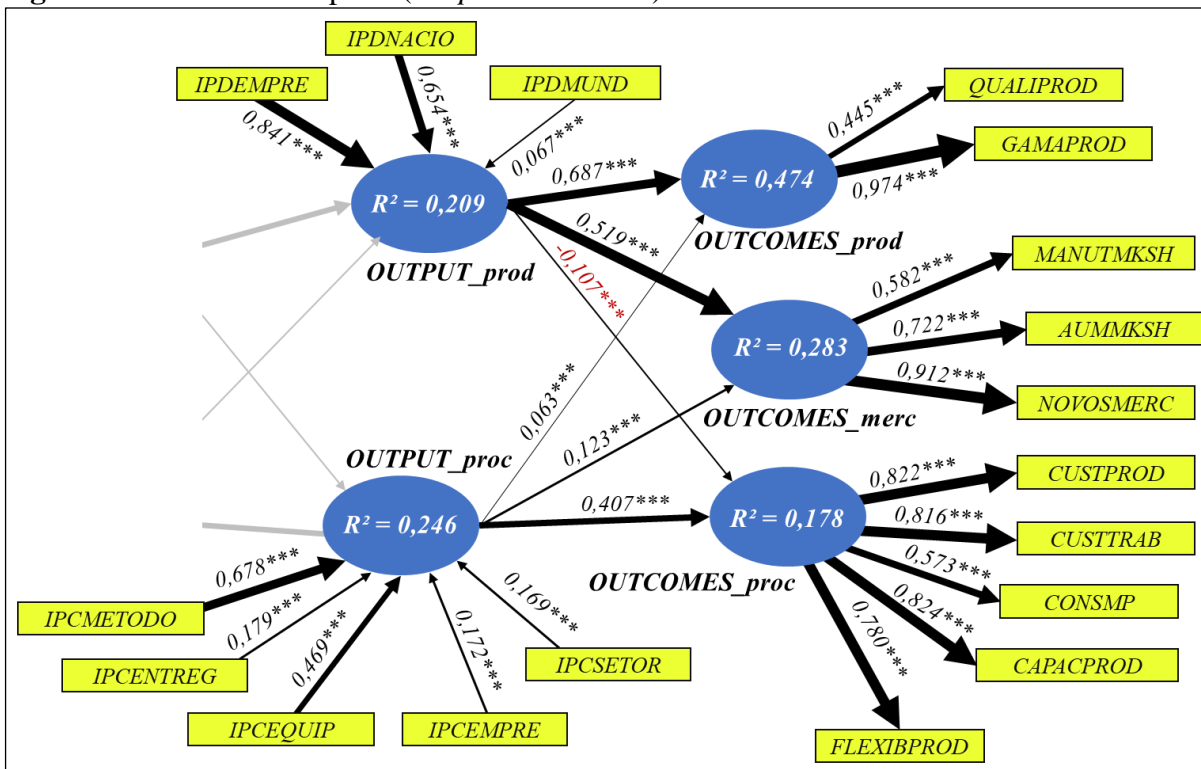 IPDNACIO
IPDEMPRE
IPDMUND
QUALIPROD
0,654***
0,841***
0,067***
0,445***
GAMAPROD
0,687***
0,974***
R² = 0,209
R² = 0,474
OUTPUT_prod
OUTCOMES_prod
0,519***
-0,107***
MANUTMKSH
0,582***
AUMMKSH
0,722***
R² = 0,283
0,912***
NOVOSMERC
OUTCOMES_merc
0,063***
0,123***
OUTPUT_proc
CUSTPROD
0,822***
0,407***
R² = 0,246
R² = 0,178
0,816***
CUSTTRAB
OUTCOMES_proc
0,573***
CONSMP
0,824***
CAPACPROD
0,780***
0,678***
IPCMETODO
0,179***
0,469***
0,172***
0,169***
IPCSETOR
IPCENTREG
IPCEQUIP
IPCEMPRE
FLEXIBPROD